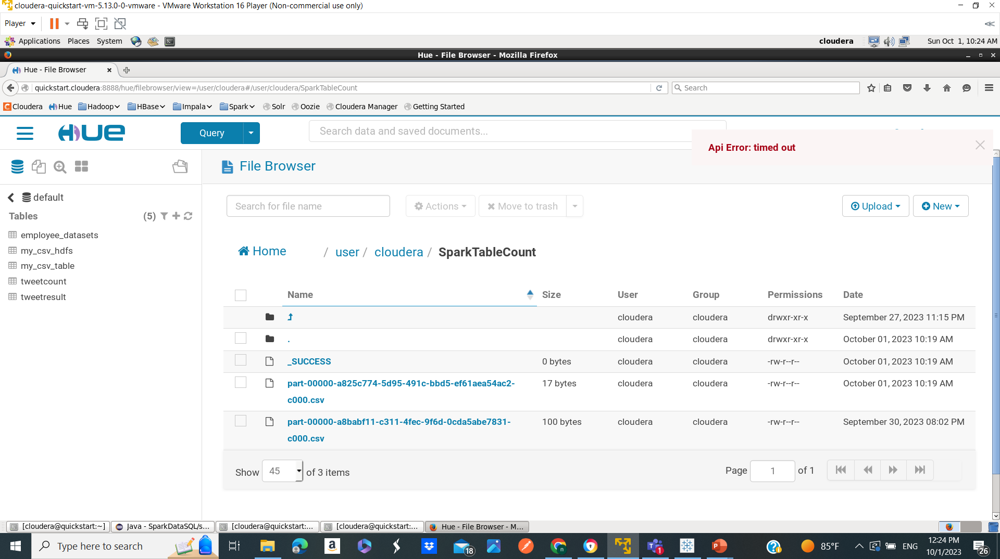 cloudera-quickstart-vm-5.13.0-0-vmware - VMware Workstation 16 Player (Non-commercial use only)
Player
Applications Places System cloudera Sun Oct 1, 10:24 AM
Hue - File Browser - Mozilla Firefox
Hue - File Browser
quickstart.cloudera:8888/hue/filebrowser/view=/user/cloudera#/user/cloudera/SparkTableCount Search
Cloudera Hue Hadoop HBase Impala Spark Solr Oozie Cloudera Manager Getting Started
HUE Query Search data and saved documents...
Api Error: timed out
File Browser
default
Search for file name Actions Move to trash Upload New
Tables (5)
employee_datasets
my_csv_hdfs
my_csv_table
tweetcount
tweetresult
Home / user / cloudera / SparkTableCount
Name Size User Group Permissions Date
cloudera cloudera drwxr-xr-x September 27, 2023 11:15 PM
. cloudera cloudera drwxr-xr-x October 01, 2023 10:19 AM
_SUCCESS 0 bytes cloudera cloudera -rw-r--r-- October 01, 2023 10:19 AM
part-00000-a825c774-5d95-491c-bbd5-ef61aea54ac2- 17 bytes cloudera cloudera -rw-r--r-- October 01, 2023 10:19 AM
c000.csv
part-00000-a8babf11-c311-4fec-9f6d-0cda5abe7831- 100 bytes cloudera cloudera -rw-r--r-- September 30, 2023 08:02 PM
c000.csv
Show 45 of 3 items Page 1 of 1
[cloudera@quickstart:~] Java - SparkDataSQL/s... [cloudera@quickstart:... [cloudera@quickstart:... Hue - File Browser - M...
Type here to search 18 1 85°F ENG 12:24 PM
10/1/2023 26